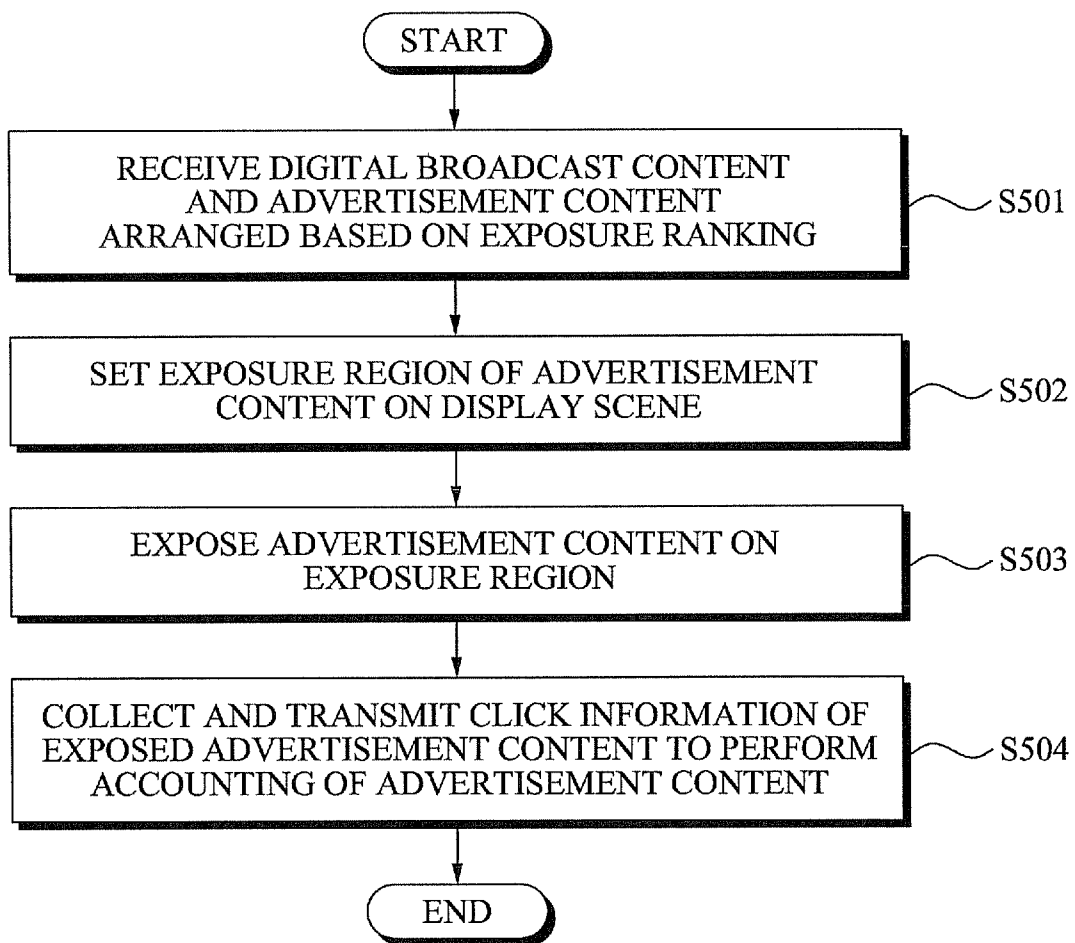 START
RECEIVE DIGITAL BROADCAST CONTENT
AND ADVERTISEMENT CONTENT
ARRANGED BASED ON EXPOSURE RANKING
S501
SET EXPOSURE REGION OF ADVERTISEMENT
CONTENT ON DISPLAY SCENE
S502
EXPOSE ADVERTISEMENT CONTENT ON
EXPOSURE REGION
S503
COLLECT AND TRANSMIT CLICK INFORMATION OF
EXPOSED ADVERTISEMENT CONTENT TO PERFORM
ACCOUNTING OF ADVERTISEMENT CONTENT
S504
END